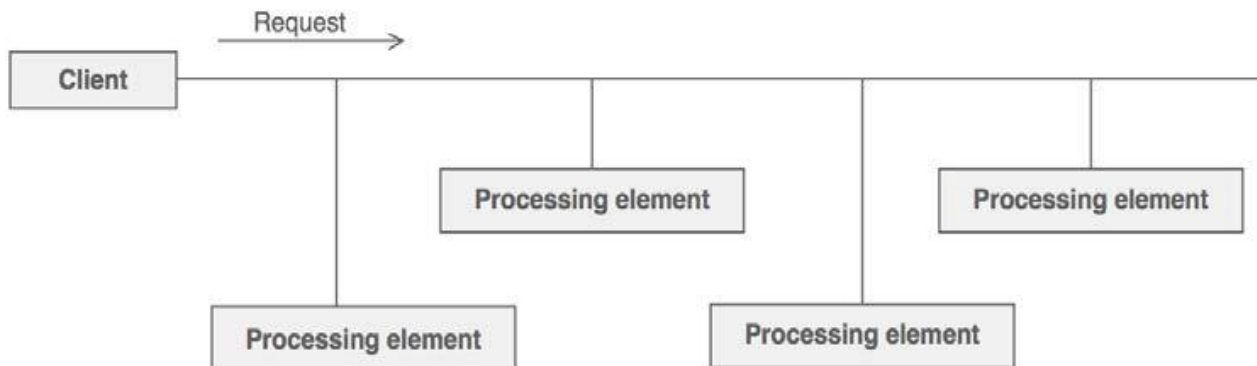 Request
Client
Processing element
Processing element
Processing element
Processing element